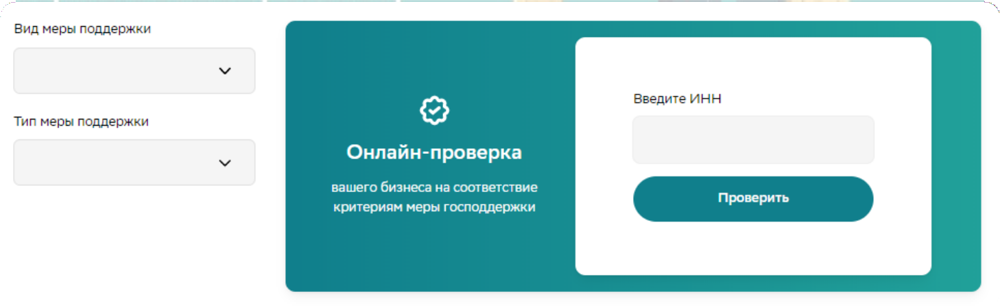 Вид меры поддержки
Тип меры поддержки
Онлайн-проверка
вашего бизнеса на соответствие
критериям меры господдержки
Введите ИНН
Проверить